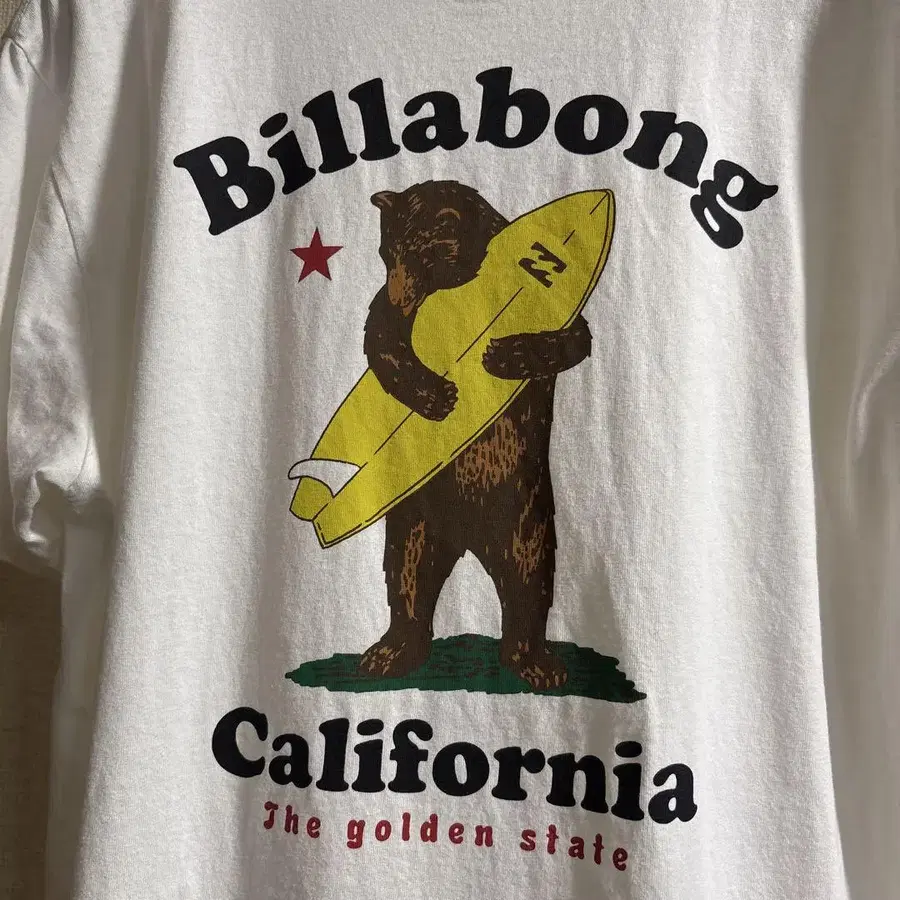 Billabong
California
The golden state